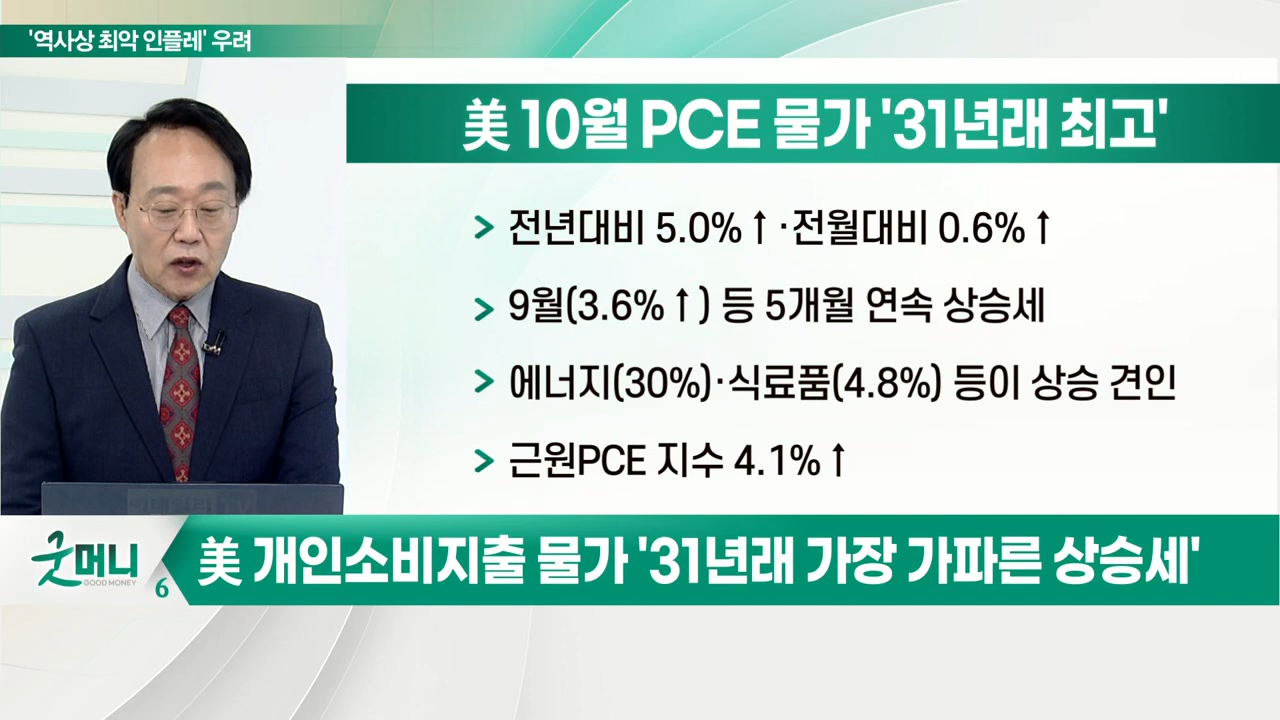 '역사상 최악 인플레' 우려
美 10월 PCE 물가 '31년래 최고'
> 전년대비 5.0%↑·전월대비 0.6%↑
> 9월(3.6%↑) 등 5개월 연속 상승세
> 에너지(30%)·식료품(4.8%) 등이 상승 견인
> 근원PCE 지수 4.1%↑
굿머니
GOOD MONEY
6
美 개인소비지출 물가 '31년래 가장 가파른 상승세'